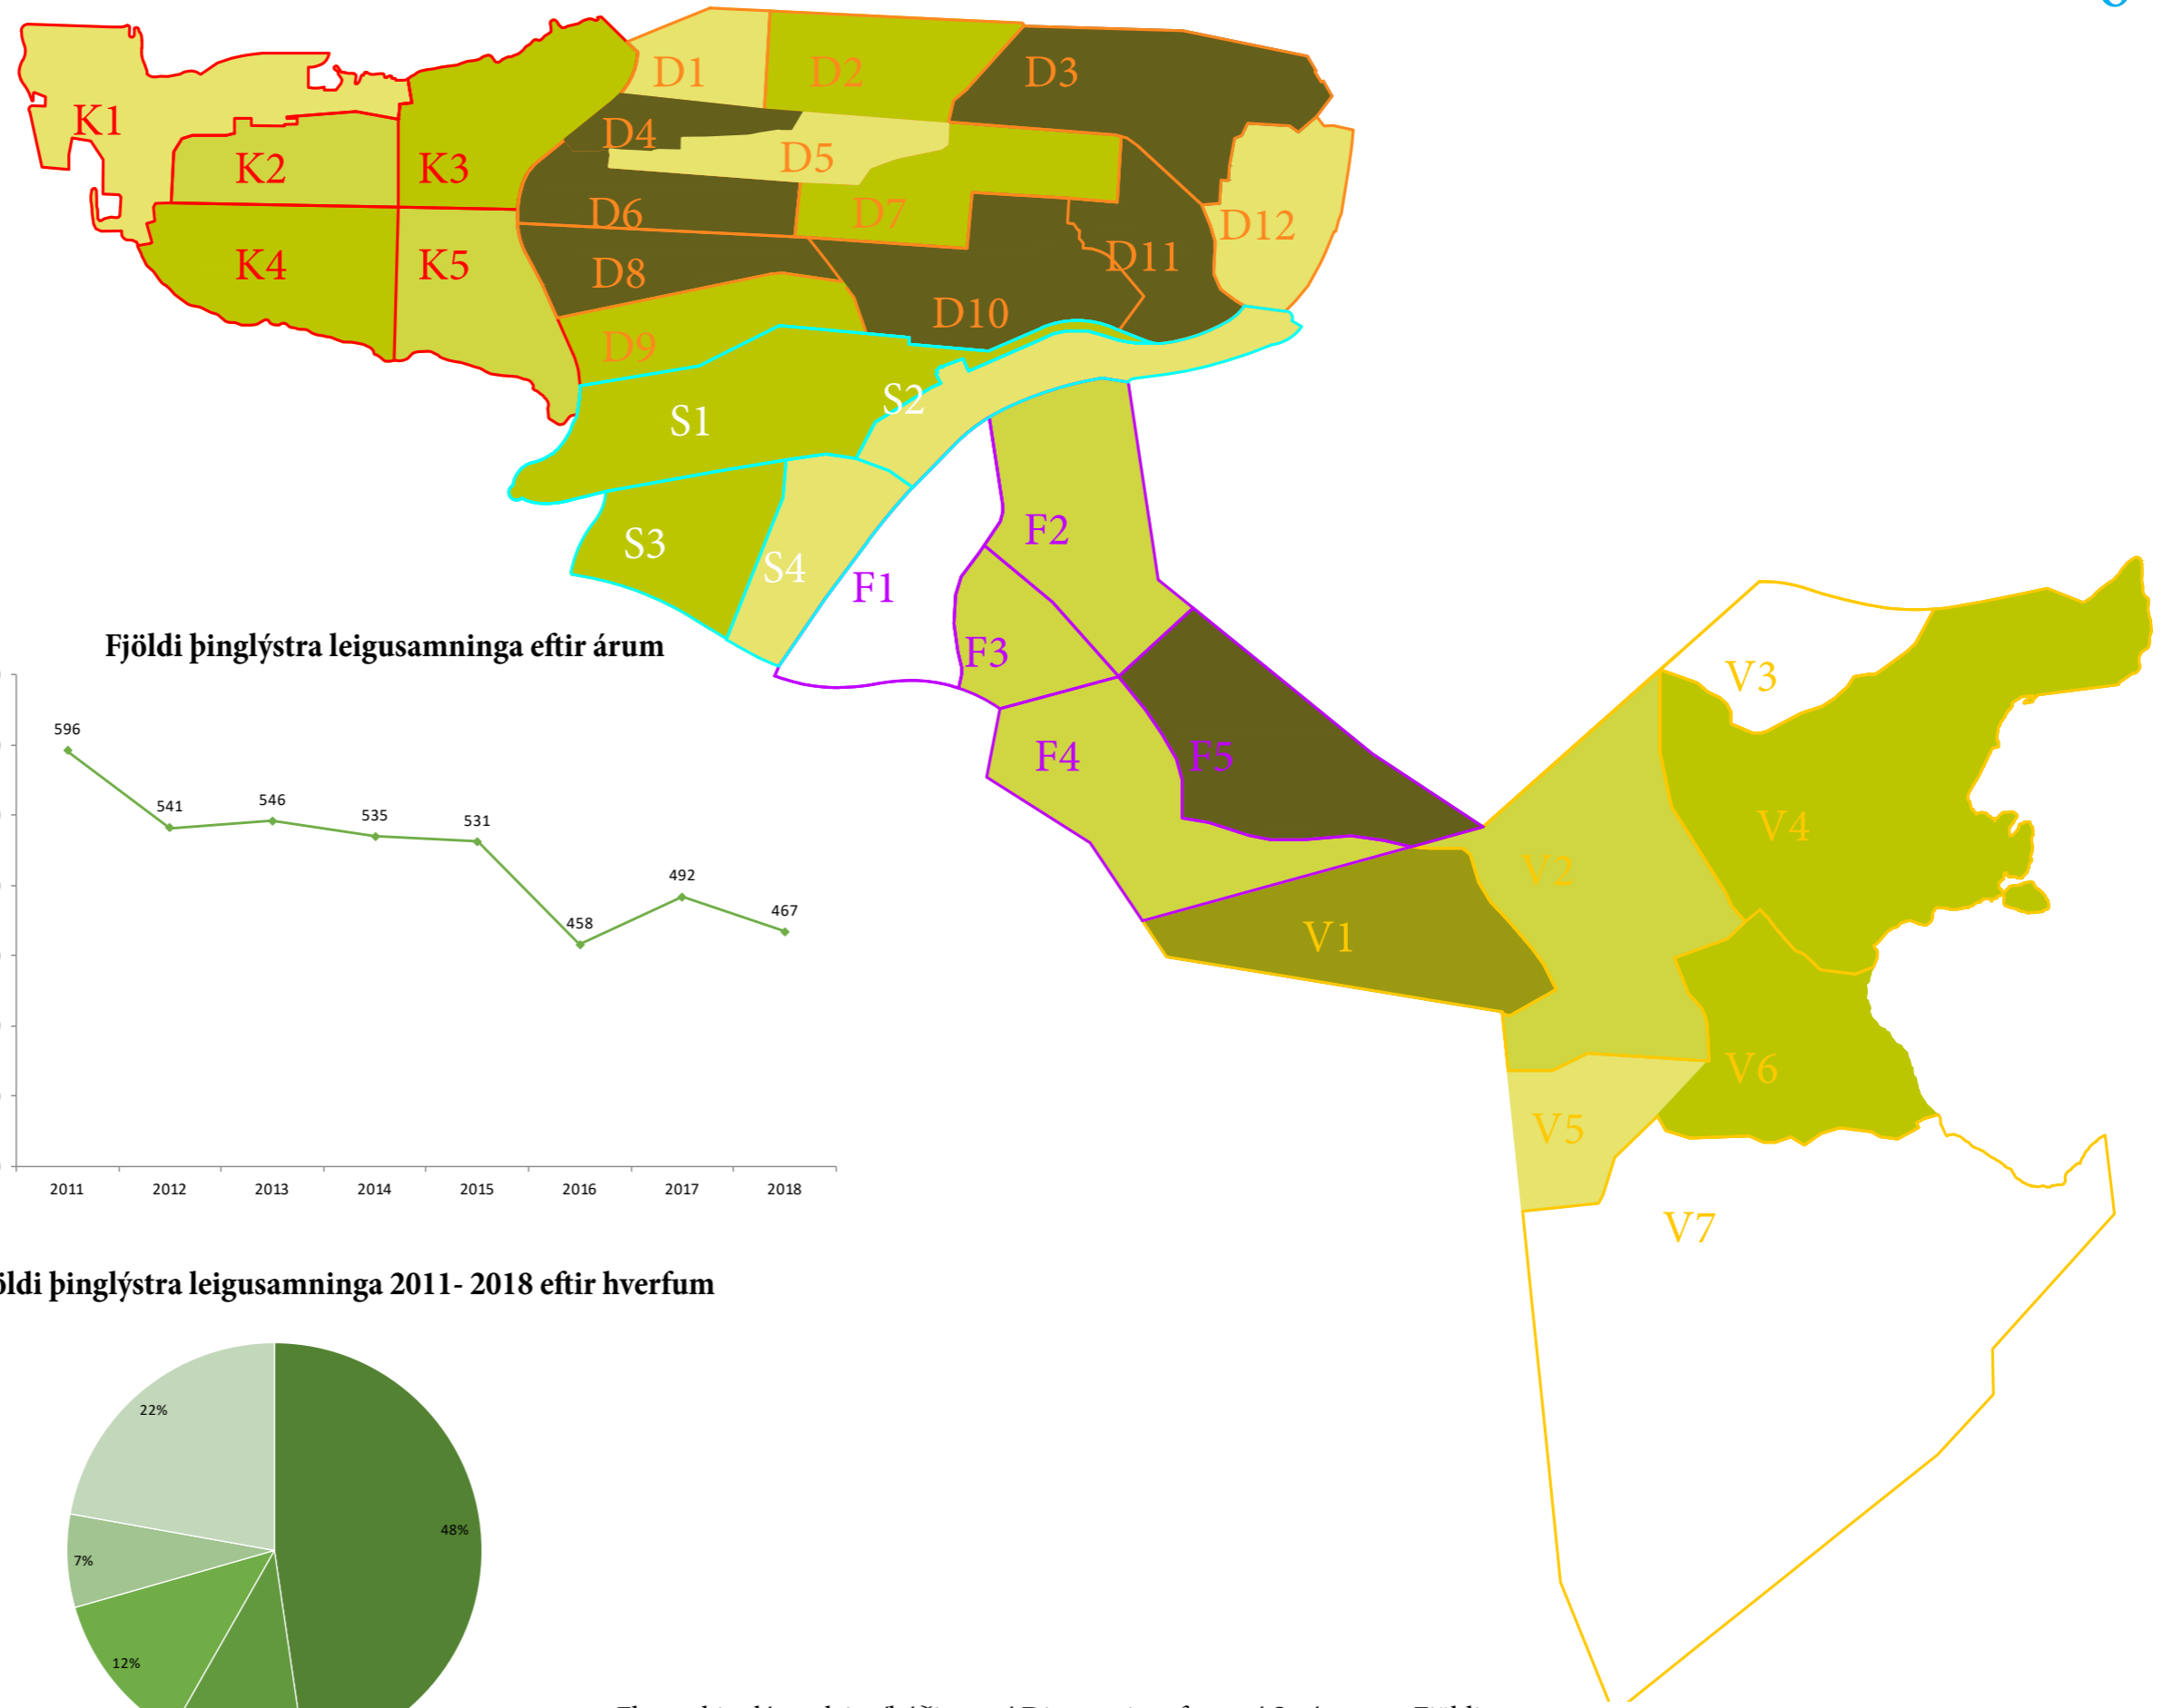 K1
K2
K3
K4
K5
D1
D2
D3
D4
D5
D6
D7
D8
D9
D10
D11
D12
S1
S2
S3
S4
F1
F2
F3
F4
F5
V1
V2
V3
V4
V5
V6
V7
Fjöldi þinglýstra leigusamninga eftir árum
596
541
546
535
531
458
492
467
2011
2012
2013
2014
2015
2016
2017
2018
þinglýstra leigusamninga 2011- 2018 eftir hverfum
22%
48%
7%
12%